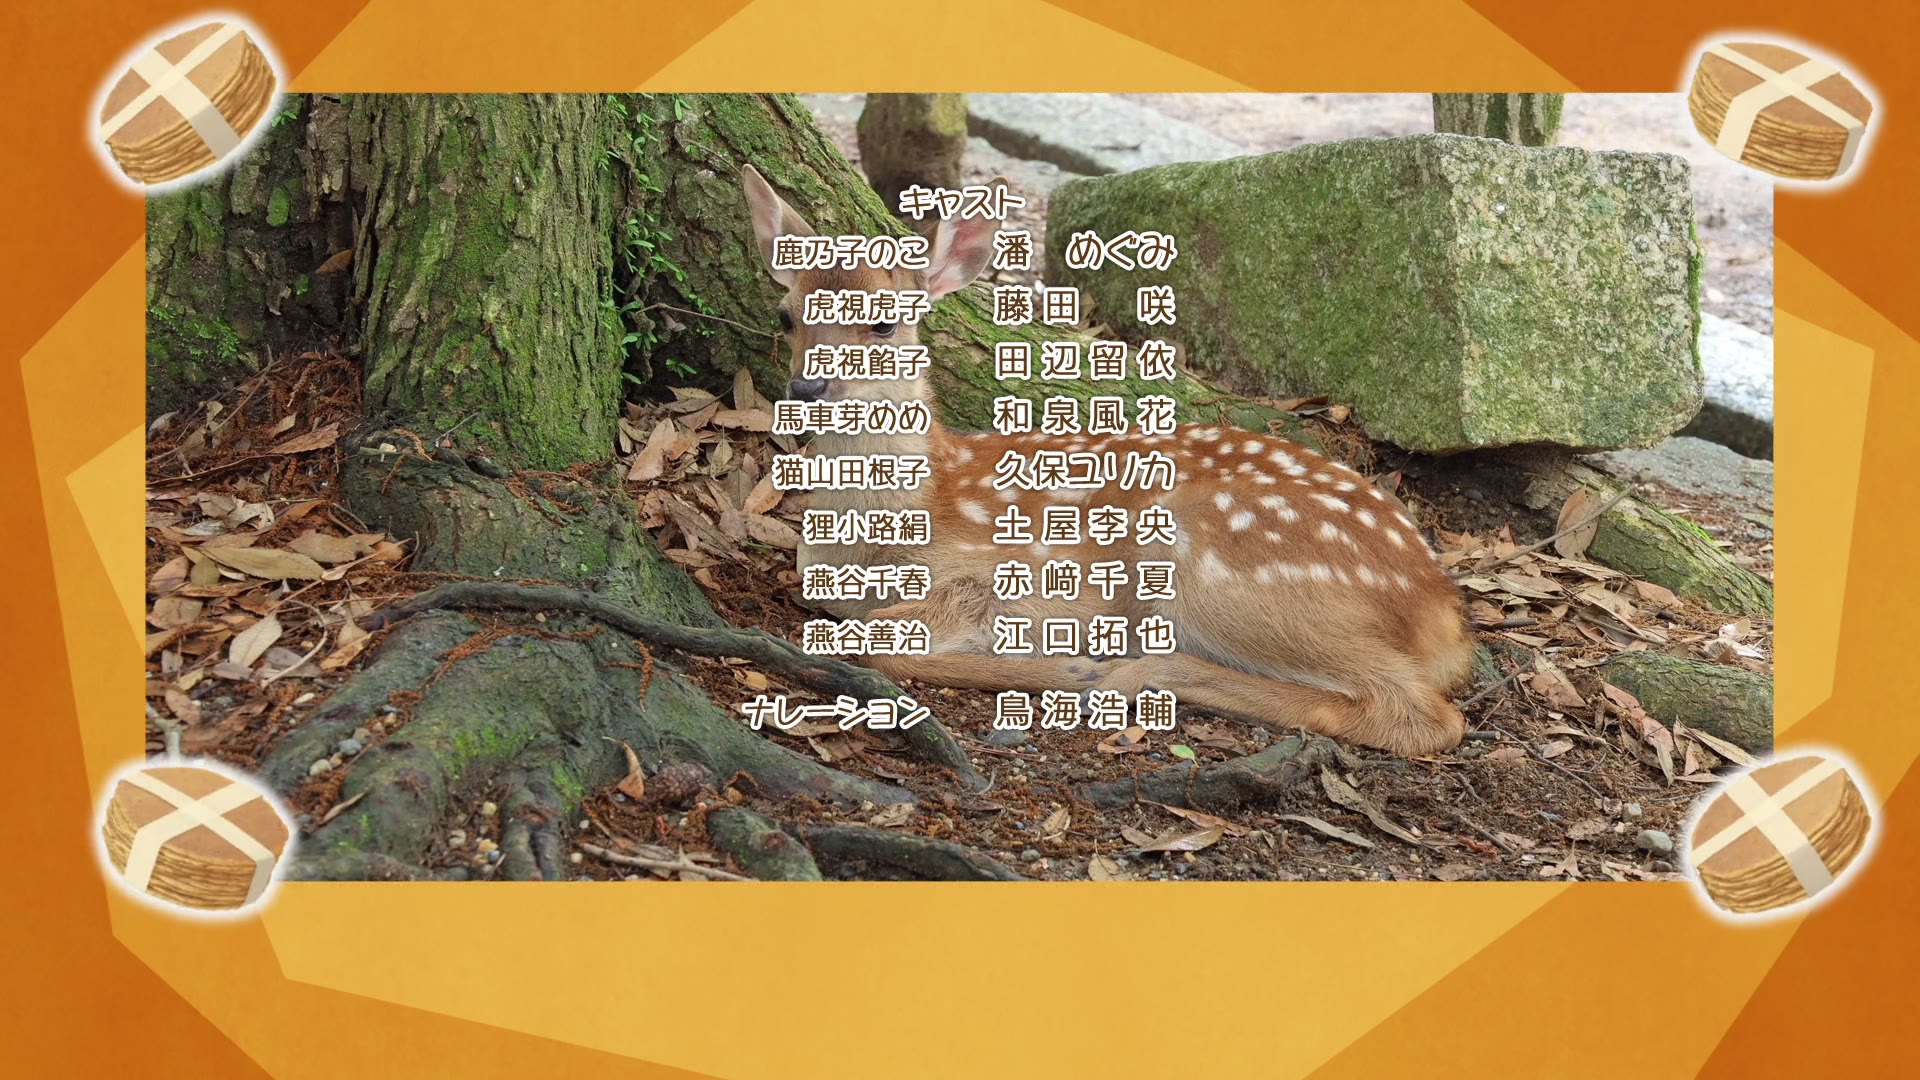 キャスト
鹿乃子のこ 潘 めぐみ
虎視虎子 藤田 咲
虎視餡子 田辺留依
馬車芽めめ 和泉風花
猫山田根子 久保ユリカ
狸小路絹 土屋李央
燕谷千春 赤﨑千夏
燕谷善治 江口拓也
ナレーション 鳥海浩輔